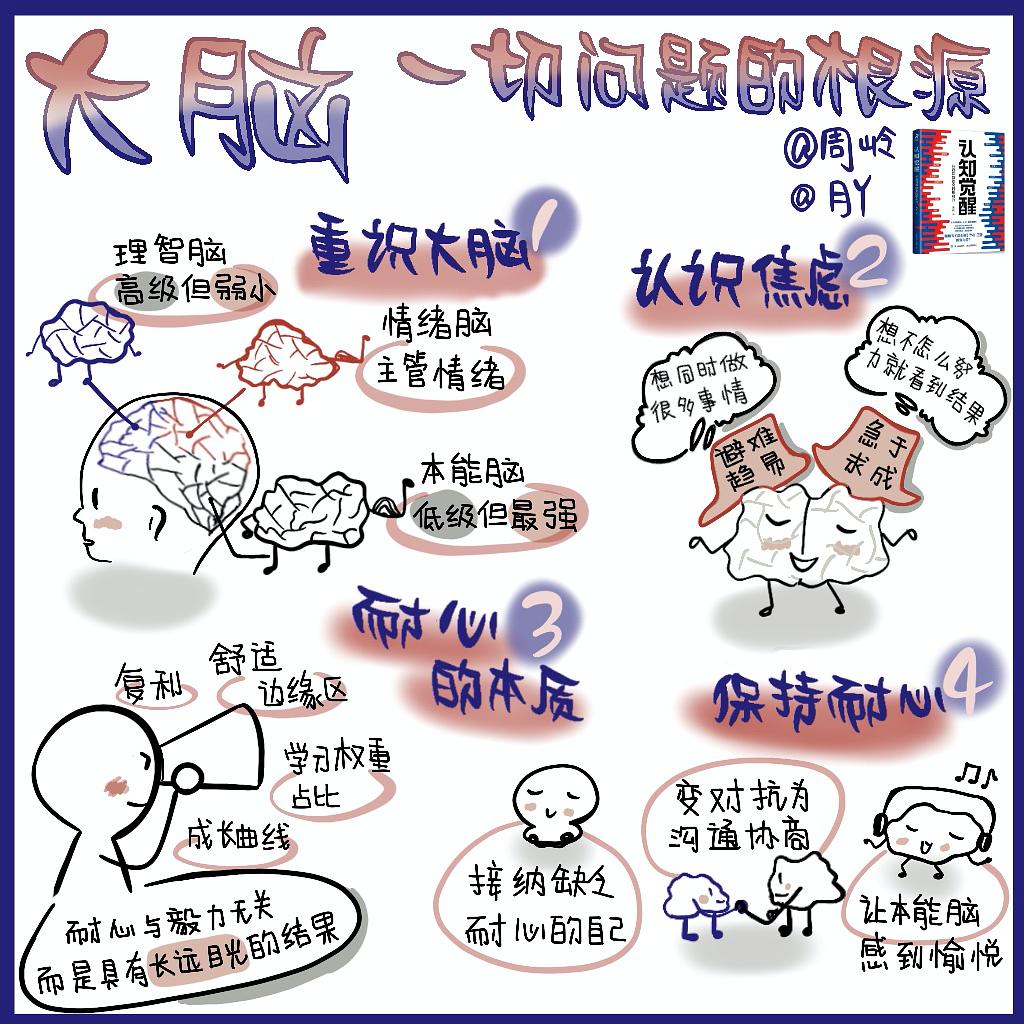 大脑 一切问题的根源
@周岭
@月丫
认知觉醒
重识大脑 1
理智脑
高级但弱小
情绪脑
主管情绪
本能脑
低级但最强
认识焦虑 2
想同时做
很多事情
想不怎么努
力就看到结果
避难
趋易
急于
求成
耐心 3
的本质
复利
舒适
边缘区
学习权重
占比
成长曲线
耐心与毅力无关
而是具有长远目光的结果
保持耐心 4
接纳缺乏
耐心的自己
变对抗为
沟通协商
让本能脑
感到愉悦